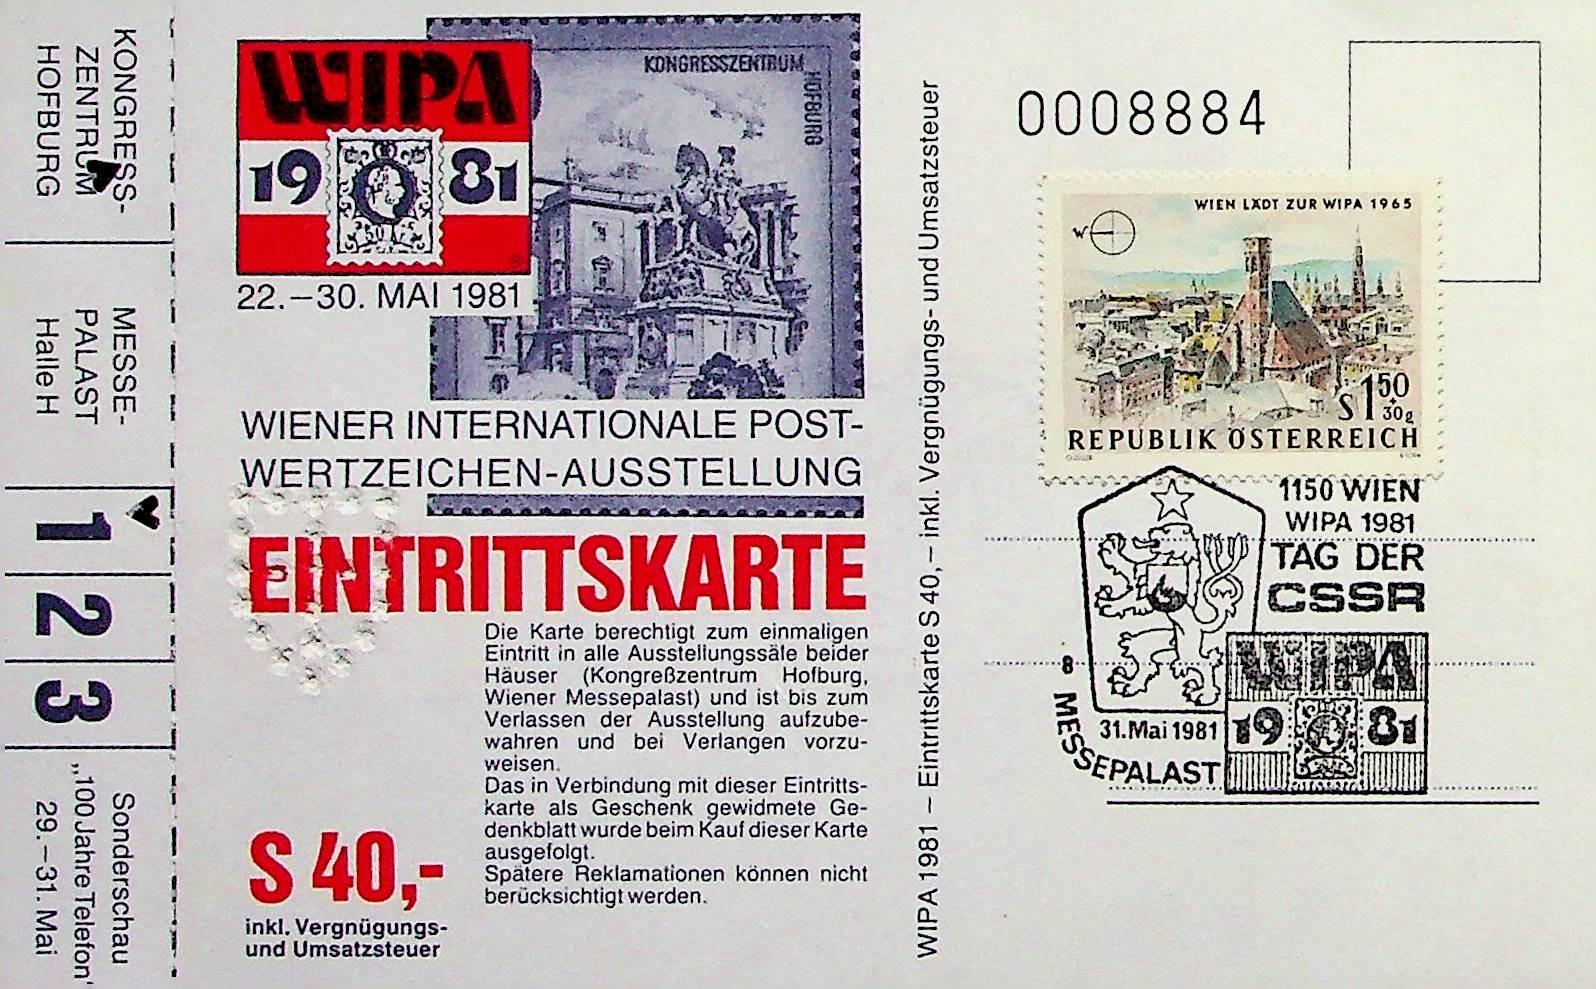 KONGRESS-
ZENTRUM
HOFBURG
MESSE-
PALAST
Halle H
1
2
3
Sonderschau
„100 Jahre Telefon"
29.–31. Mai
WIPA
1981
22.–30. MAI 1981
KONGRESSZENTRUM
HOFBURG
WIENER INTERNATIONALE POST-
WERTZEICHEN-AUSSTELLUNG
EINTRITTSKARTE
Die Karte berechtigt zum einmaligen
Eintritt in alle Ausstellungssäle beider
Häuser (Kongreßzentrum Hofburg,
Wiener Messepalast) und ist bis zum
Verlassen der Ausstellung aufzube-
wahren und bei Verlangen vorzu-
weisen.
Das in Verbindung mit dieser Eintritts-
karte als Geschenk gewidmete Ge-
denkblatt wurde beim Kauf dieser Karte
ausgefolgt.
Spätere Reklamationen können nicht
berücksichtigt werden.
S 40,-
inkl. Vergnügungs-
und Umsatzsteuer
WIPA 1981 – Eintrittskarte S 40,– inkl. Vergnügungs- und Umsatzsteuer
0008884
WIEN LÄDT ZUR WIPA 1965
W
S 1.50
+
30g
REPUBLIK ÖSTERREICH
1150 WIEN
WIPA 1981
TAG DER
CSSR
WIPA
1981
31. Mai 1981
8 MESSEPALAST